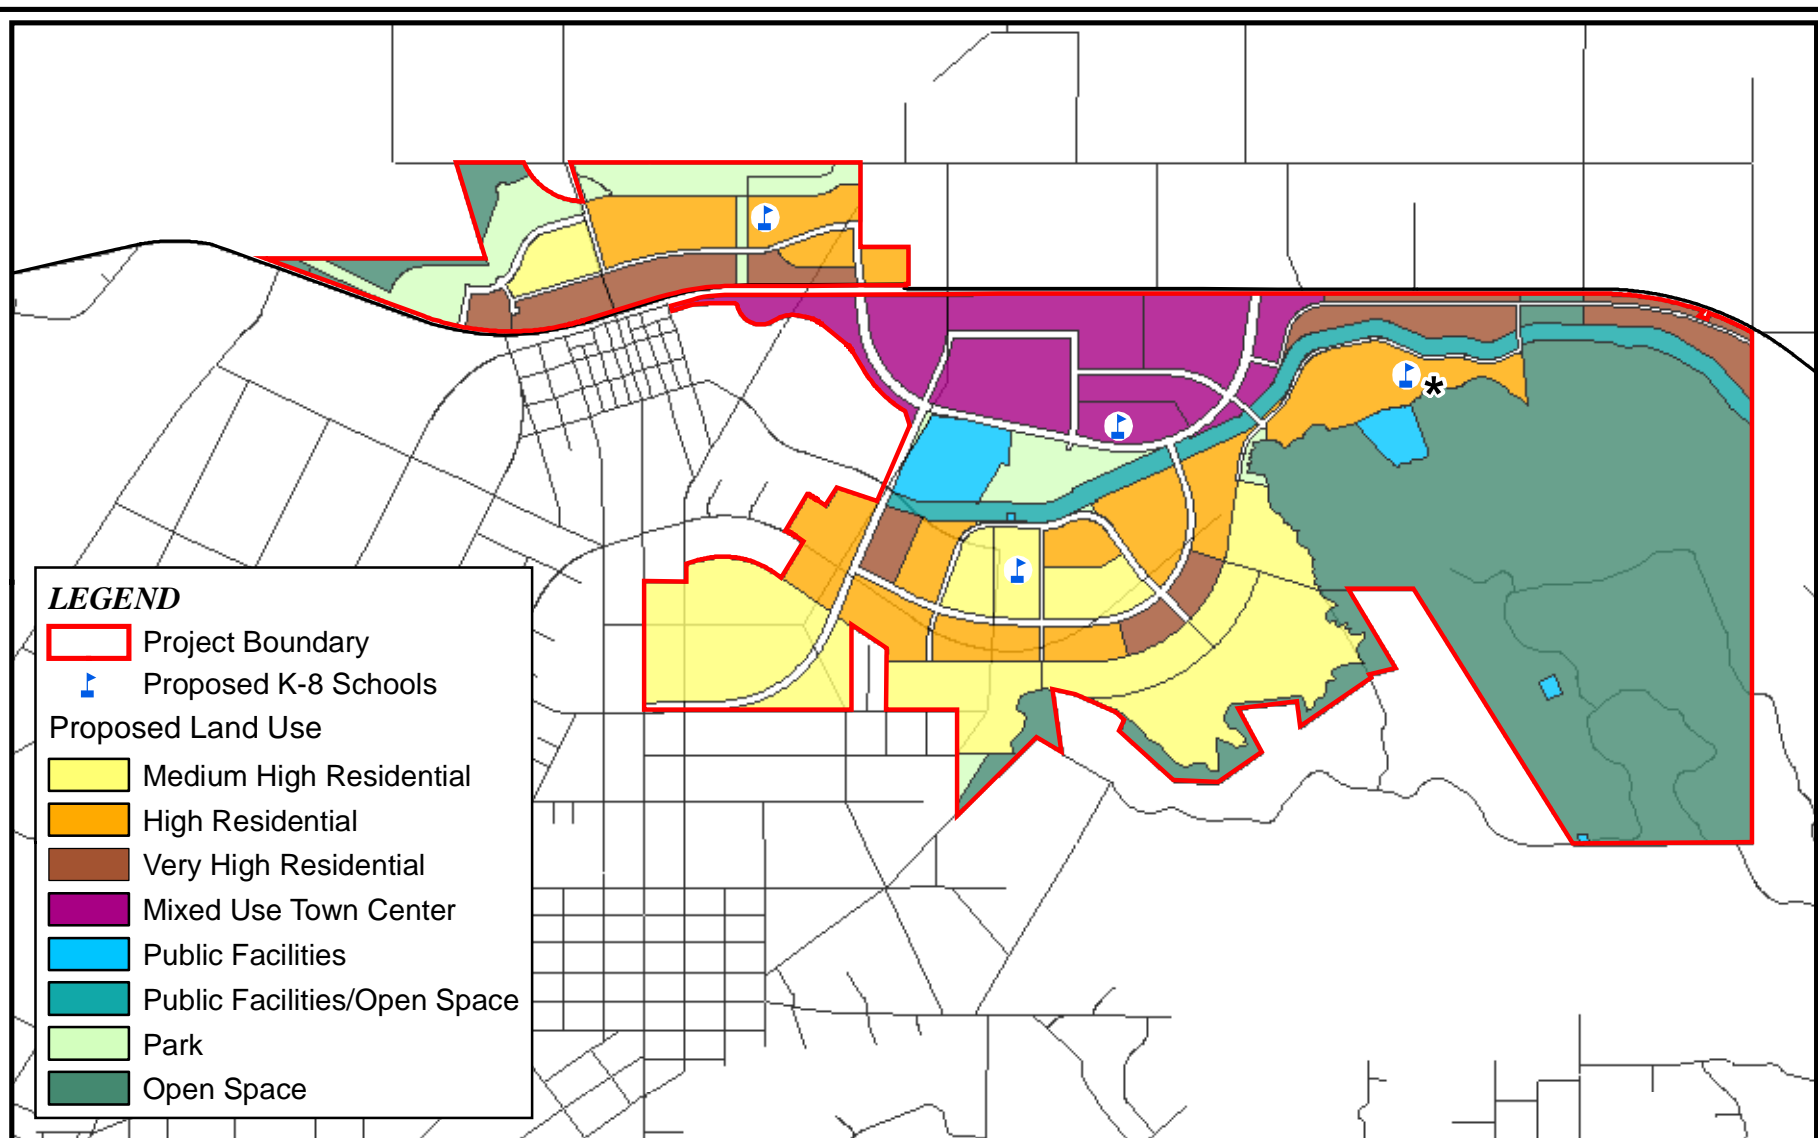 *
LEGEND
Project Boundary
Proposed K-8 Schools
Proposed Land Use
Medium High Residential
High Residential
Very High Residential
Mixed Use Town Center
Public Facilities
Public Facilities/Open Space
Park
Open Space